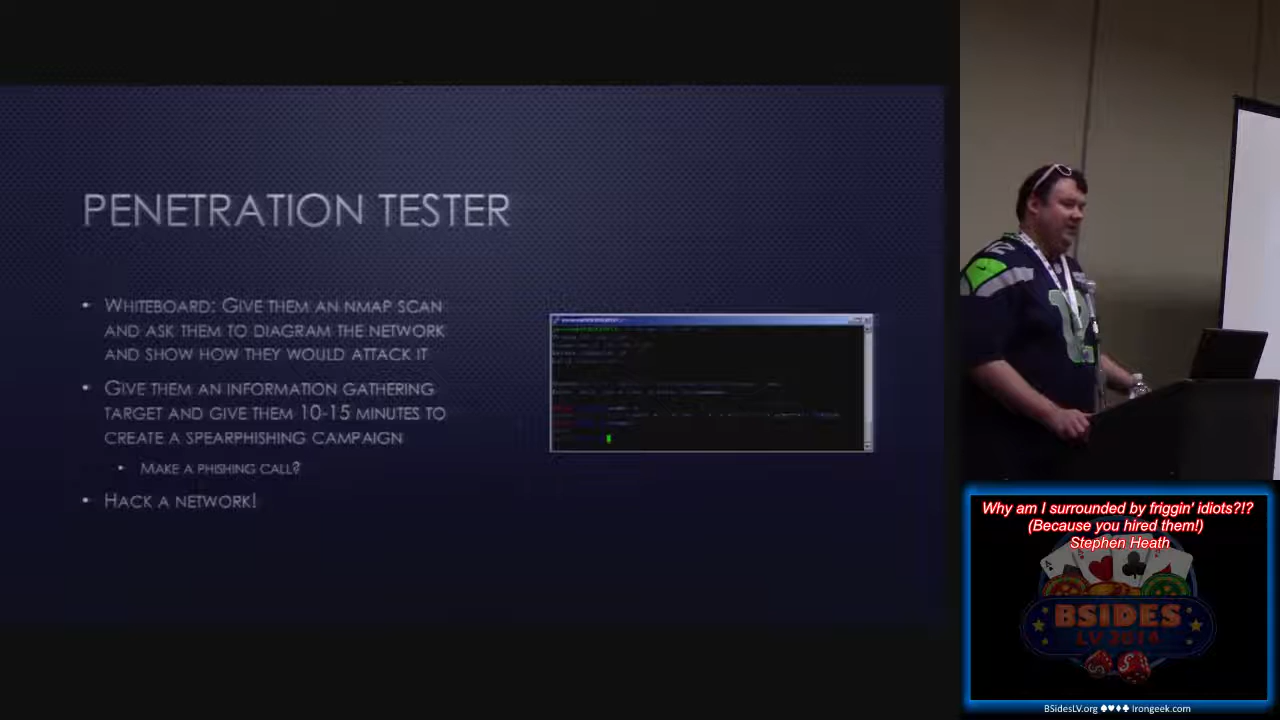 PENETRATION TESTER
WHITEBOARD: GIVE THEM AN NMAP SCAN
AND ASK THEM TO DIAGRAM THE NETWORK
AND SHOW HOW THEY WOULD ATTACK IT
GIVE THEM AN INFORMATION GATHERING
TARGET AND GIVE THEM 10-15 MINUTES TO
CREATE A SPEARPHISHING CAMPAIGN
MAKE A PHISHING CALL?
HACK A NETWORK!
12
Why am I surrounded by friggin' idiots?!?
(Because you hired them!)
Stephen Heath
BSIDES
LV 2014
BSidesLV.org ♠♥♦♣ Irongeek.com